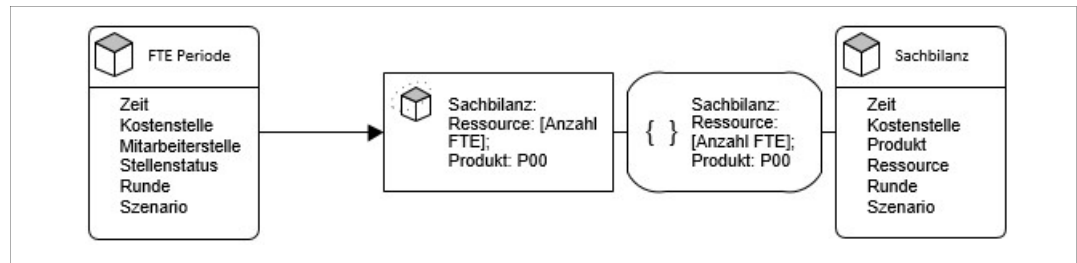 FTE Periode
Zeit
Kostenstelle
Mitarbeiterstelle
Stellenstatus
Runde
Szenario
Sachbilanz:
Ressource: [Anzahl
FTE];
Produkt: P00
{ }
Sachbilanz:
Ressource:
[Anzahl FTE];
Produkt: P00
Sachbilanz
Zeit
Kostenstelle
Produkt
Ressource
Runde
Szenario